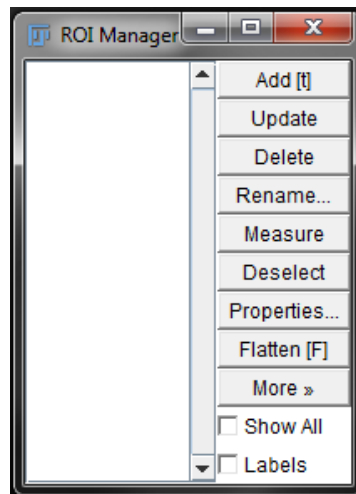 ROI Manager
Add [t]
Update
Delete
Rename...
Measure
Deselect
Properties...
Flatten [F]
More »
Show All
Labels